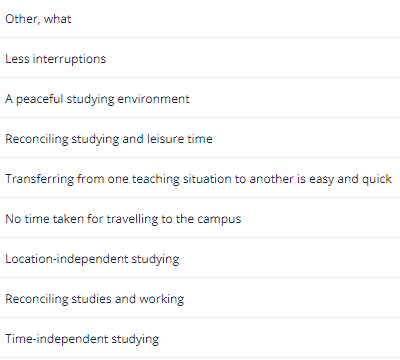 Other, what
Less interruptions
A peaceful studying environment
Reconciling studying and leisure time
Transferring from one teaching situation to another is easy and quick
No time taken for travelling to the campus
Location-independent studying
Reconciling studies and working
Time-independent studying